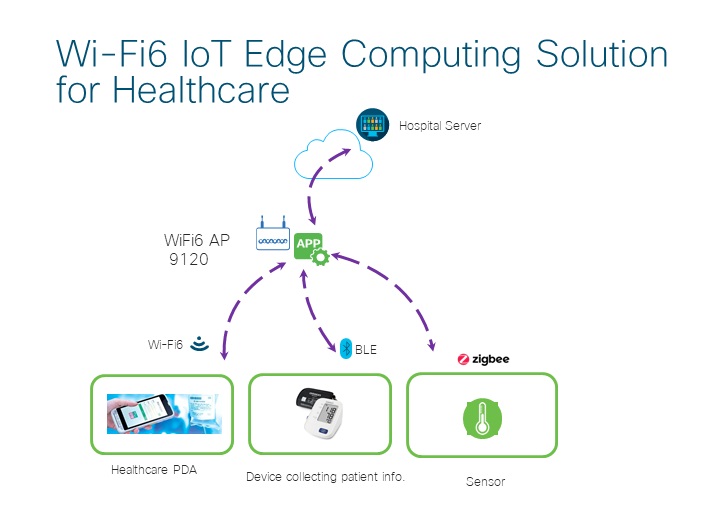 Wi-Fi6 IoT Edge Computing Solution
for Healthcare
Hospital Server
WiFi6 AP
9120
APP
Wi-Fi6
BLE
zigbee
Healthcare PDA
Device collecting patient info.
Sensor